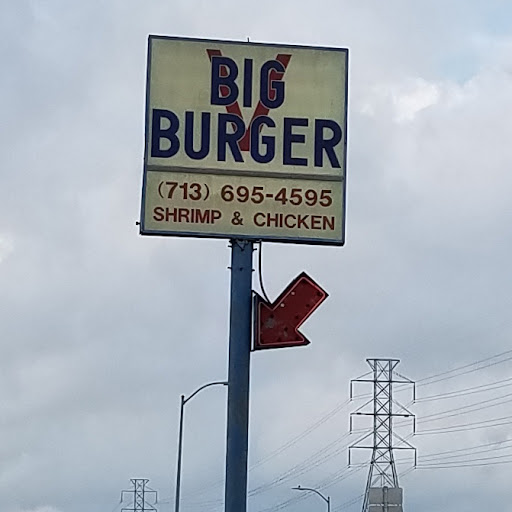 BIG
V
BURGER
(713) 695-4595
SHRIMP & CHICKEN